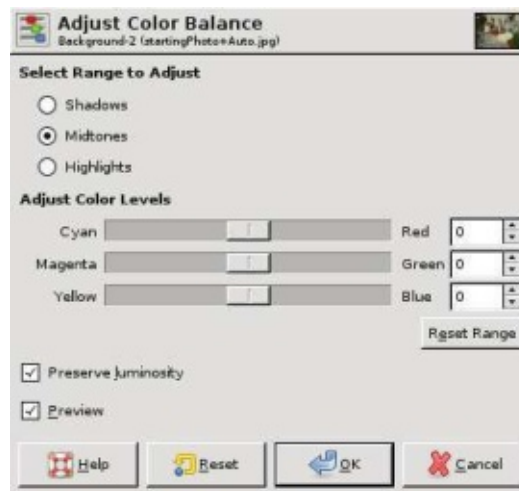 Adjust Color Balance
Background-2 (startingPhoto+Auto.jpg)
Select Range to Adjust
Shadows
Midtones
Highlights
Adjust Color Levels
Cyan Red 0
Magenta Green 0
Yellow Blue 0
Reset Range
Preserve luminosity
Preview
Help Reset OK Cancel